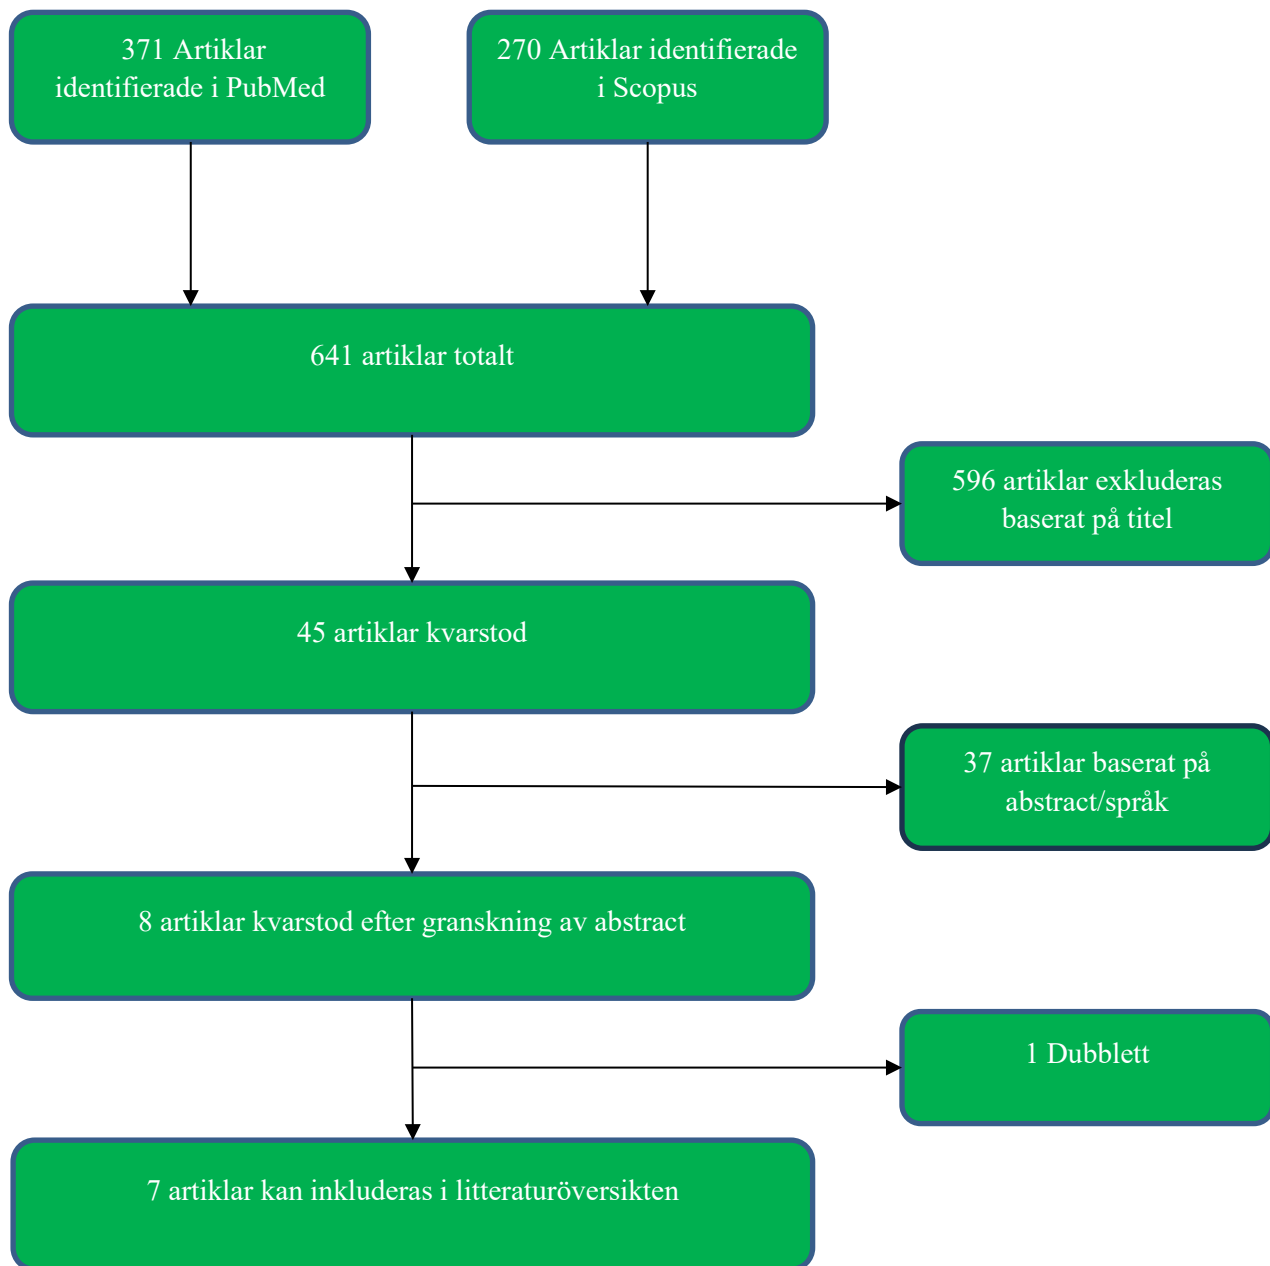 371 Artiklar
identifierade i PubMed
270 Artiklar identifierade
i Scopus
641 artiklar totalt
596 artiklar exkluderas
baserat på titel
45 artiklar kvarstod
37 artiklar baserat på
abstract/språk
8 artiklar kvarstod efter granskning av abstract
1 Dubblett
7 artiklar kan inkluderas i litteraturöversikten